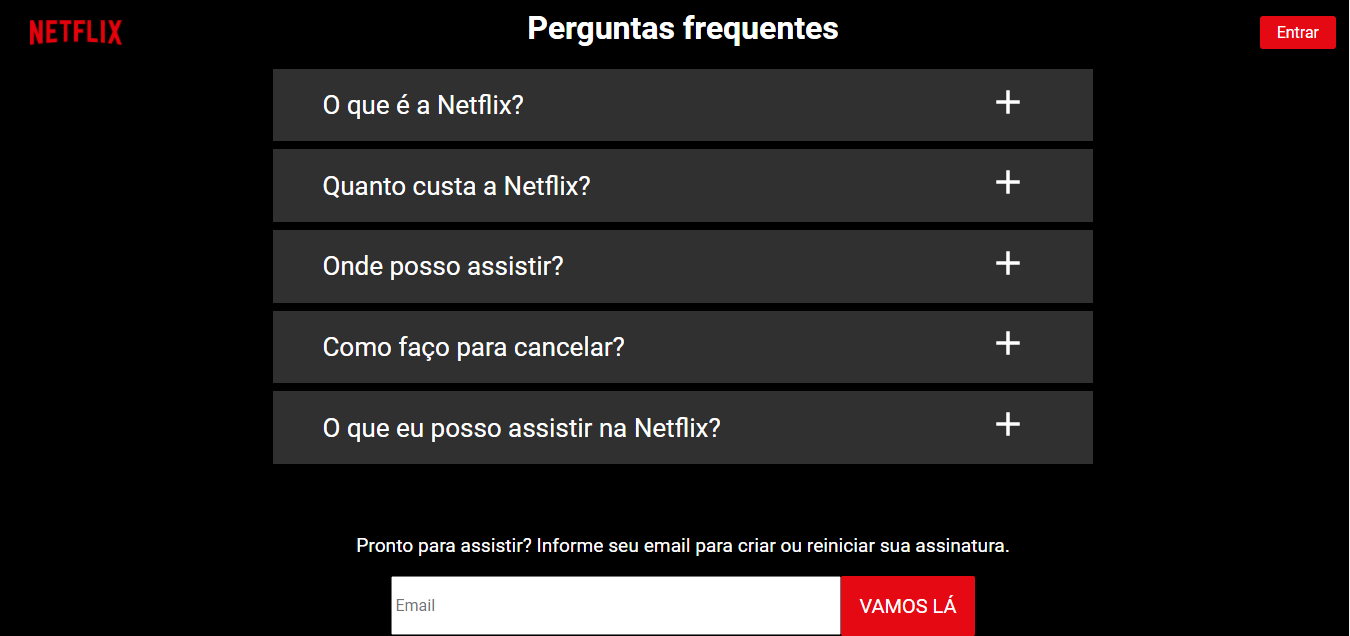 NETFLIX
Perguntas frequentes
Entrar
O que é a Netflix?
Quanto custa a Netflix?
Onde posso assistir?
Como faço para cancelar?
O que eu posso assistir na Netflix?
Pronto para assistir? Informe seu email para criar ou reiniciar sua assinatura.
Email
VAMOS LÁ